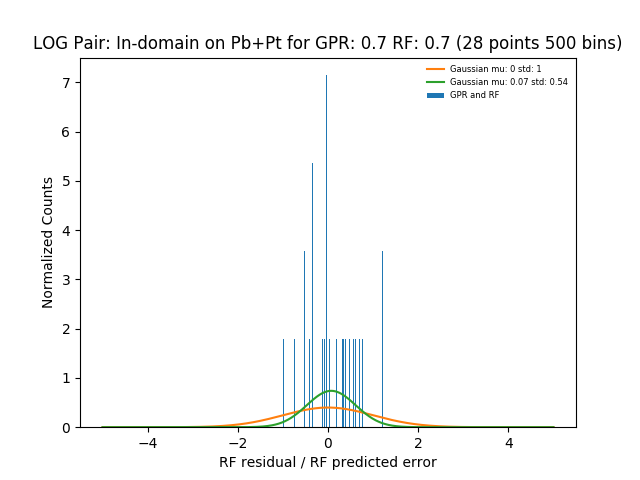 LOG Pair: In-domain on Pb+Pt for GPR: 0.7 RF: 0.7 (28 points 500 bins)
Gaussian mu: 0 std: 1
Gaussian mu: 0.07 std: 0.54
GPR and RF
Normalized Counts
7
6
5
4
3
2
1
0
−4
−2
0
2
4
RF residual / RF predicted error